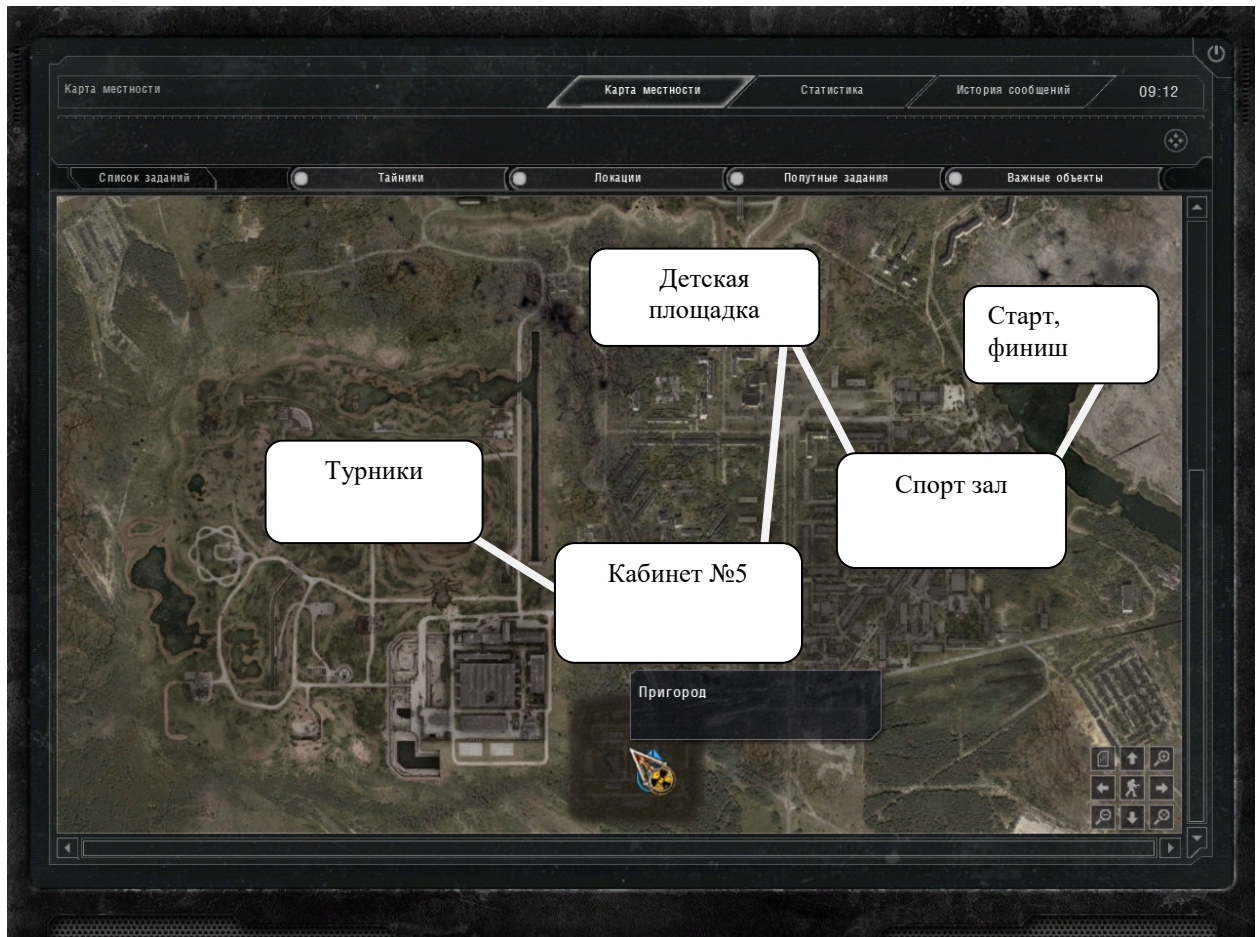 Карта местности
Карта местности
Статистика
История сообщений
09:12
Список заданий
Тайники
Локации
Попутные задания
Важные объекты
Детская
площадка
Старт,
финиш
Турники
Спорт зал
Кабинет №5
Пригород